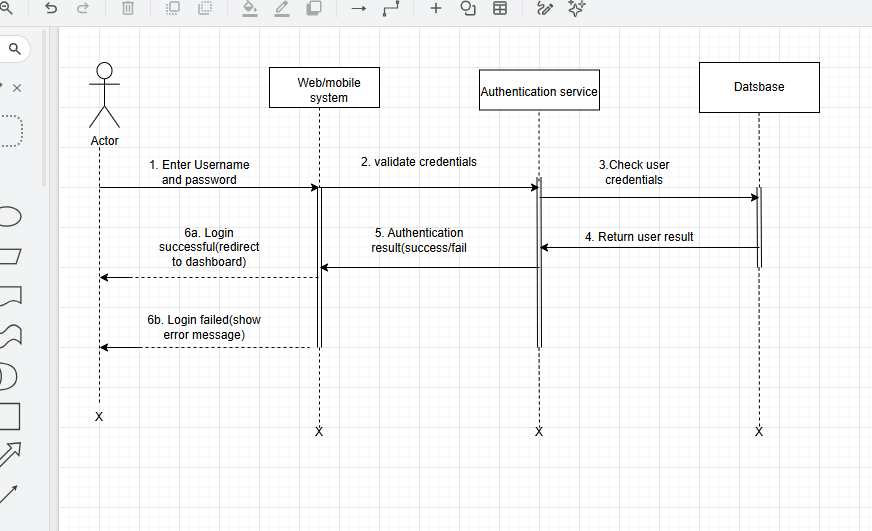 Web/mobile
system
Authentication service
Datsbase
Actor
1. Enter Username
and password
2. validate credentials
3.Check user
credentials
6a. Login
successful(redirect
to dashboard)
5. Authentication
result(success/fail
4. Return user result
6b. Login failed(show
error message)
X
X
X
X